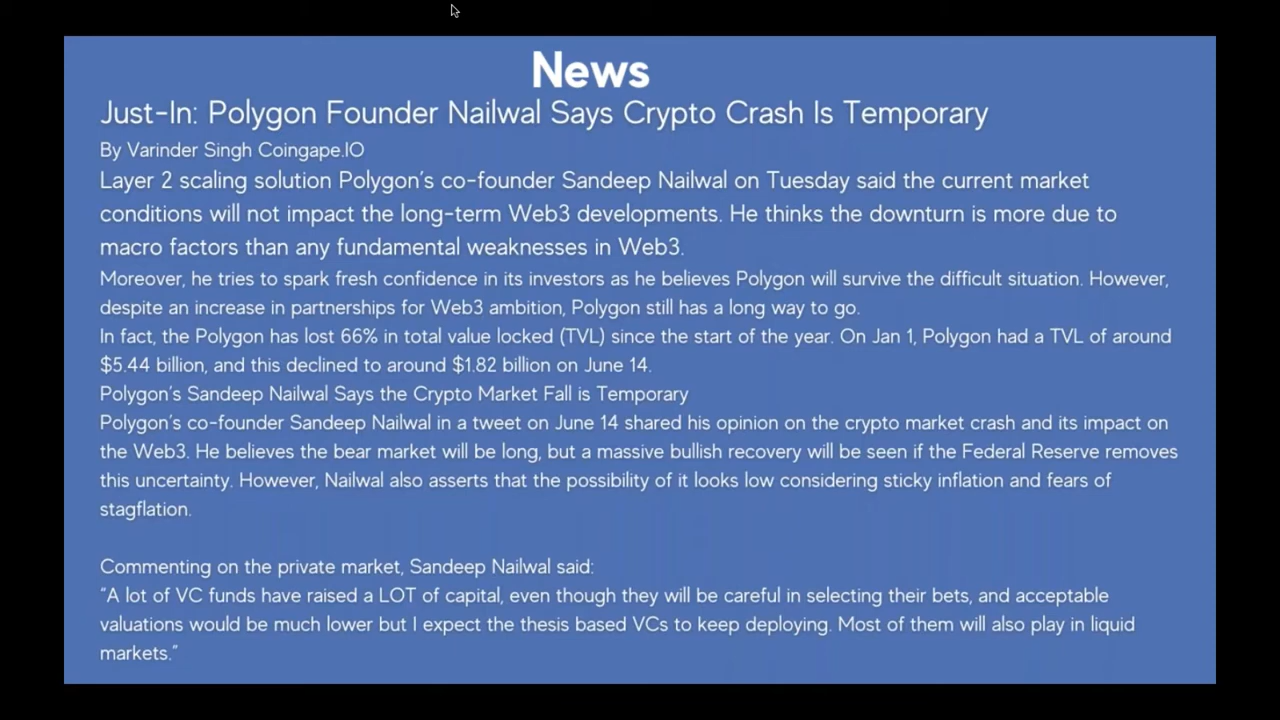 News
Just-In: Polygon Founder Nailwal Says Crypto Crash Is Temporary
By Varinder Singh Coingape.IO
Layer 2 scaling solution Polygon's co-founder Sandeep Nailwal on Tuesday said the current market
conditions will not impact the long-term Web3 developments. He thinks the downturn is more due to
macro factors than any fundamental weaknesses in Web3.
Moreover, he tries to spark fresh confidence in its investors as he believes Polygon will survive the difficult situation. However,
despite an increase in partnerships for Web3 ambition, Polygon still has a long way to go.
In fact, the Polygon has lost 66% in total value locked (TVL) since the start of the year. On Jan 1, Polygon had a TVL of around
$5.44 billion, and this declined to around $1.82 billion on June 14.
Polygon's Sandeep Nailwal Says the Crypto Market Fall is Temporary
Polygon's co-founder Sandeep Nailwal in a tweet on June 14 shared his opinion on the crypto market crash and its impact on
the Web3. He believes the bear market will be long, but a massive bullish recovery will be seen if the Federal Reserve removes
this uncertainty. However, Nailwal also asserts that the possibility of it looks low considering sticky inflation and fears of
stagflation.
Commenting on the private market, Sandeep Nailwal said:
"A lot of VC funds have raised a LOT of capital, even though they will be careful in selecting their bets, and acceptable
valuations would be much lower but I expect the thesis based VCs to keep deploying. Most of them will also play in liquid
markets."